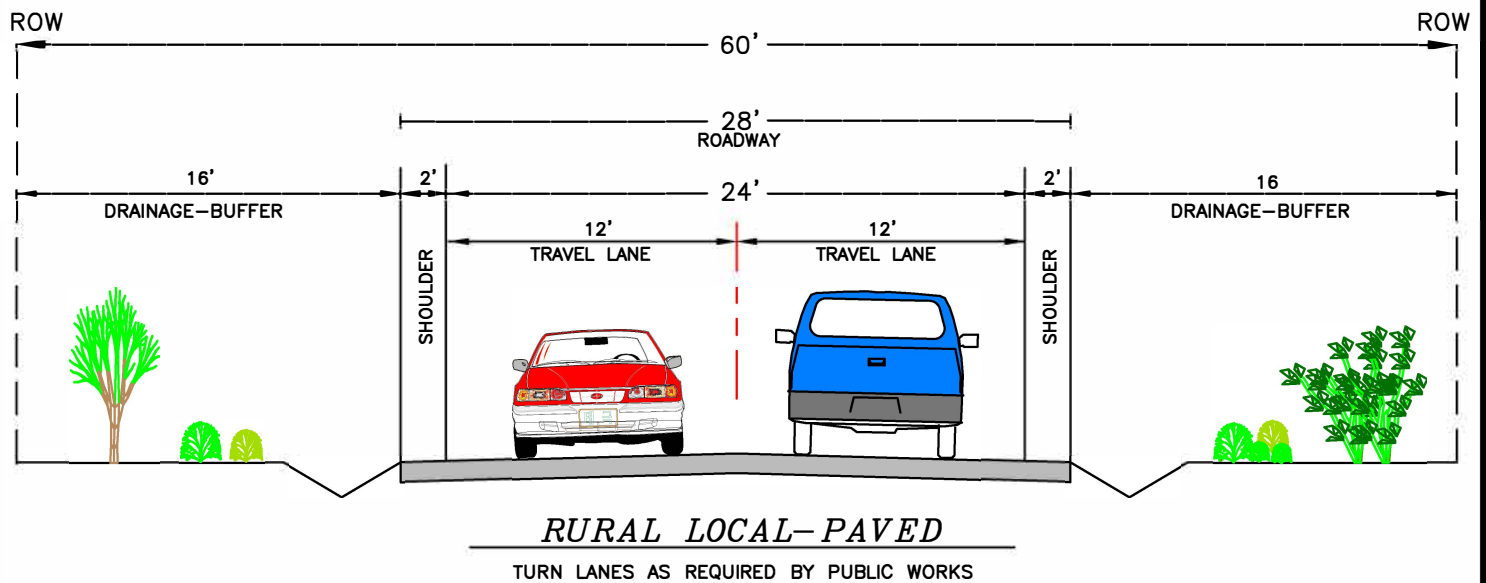 ROW ROW
60'
28'
ROADWAY
16' 2' 24' 2' 16
DRAINAGE-BUFFER DRAINAGE-BUFFER
12' 12'
TRAVEL LANE TRAVEL LANE
SHOULDER SHOULDER
RURAL LOCAL-PAVED
TURN LANES AS REQUIRED BY PUBLIC WORKS